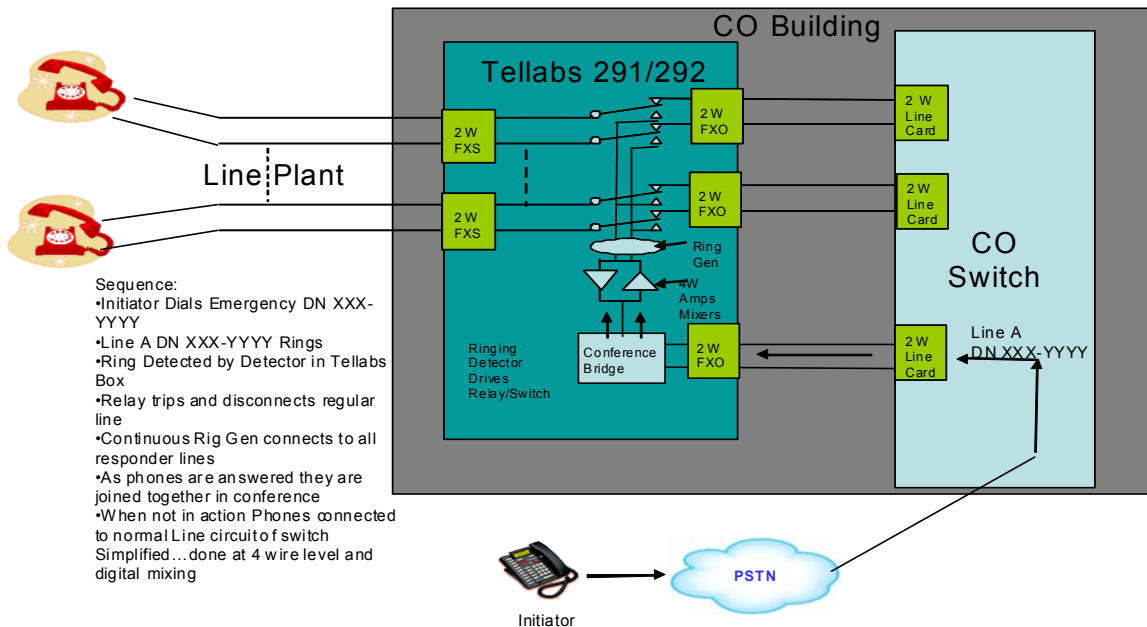 CO Building
Tellabs 291/292
2 W
FXS
2 W
FXO
2 W
Line
Card
Line Plant
2 W
FXS
2 W
FXO
2 W
Line
Card
CO
Switch
Ring
Gen
4W
Amps
Mixers
Ringing
Detector
Drives
Relay/Switch
Conference
Bridge
2 W
FXO
2 W
Line
Card
Line A
DN XXX-YYYY
Sequence:
•Initiator Dials Emergency DN XXX-
YYYY
•Line A DN XXX-YYYY Rings
•Ring Detected by Detector in Tellabs
Box
•Relay trips and disconnects regular
line
•Continuous Rig Gen connects to all
responder lines
•As phones are answered they are
joined together in conference
•When not in action Phones connected
to normal Line circuit of switch
Simplified...done at 4 wire level and
digital mixing
PSTN
Initiator